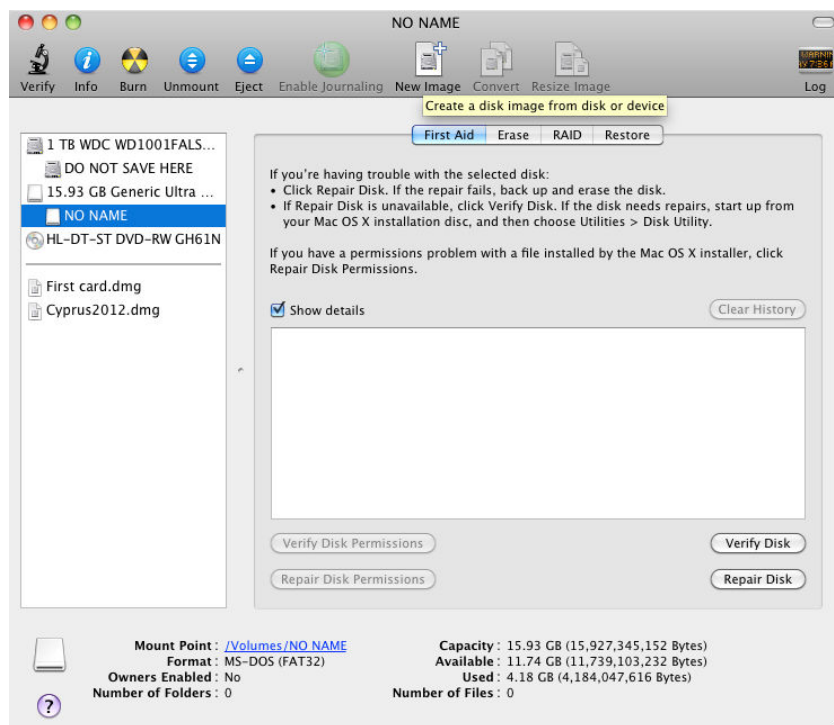 NO NAME
Verify Info Burn Unmount Eject Enable Journaling New Image Convert Resize Image Log
Create a disk image from disk or device
1 TB WDC WD1001FALS...
DO NOT SAVE HERE
15.93 GB Generic Ultra ...
NO NAME
HL-DT-ST DVD-RW GH61N
First card.dmg
Cyprus2012.dmg
First Aid Erase RAID Restore
If you're having trouble with the selected disk:
• Click Repair Disk. If the repair fails, back up and erase the disk.
• If Repair Disk is unavailable, click Verify Disk. If the disk needs repairs, start up from
your Mac OS X installation disc, and then choose Utilities > Disk Utility.
If you have a permissions problem with a file installed by the Mac OS X installer, click
Repair Disk Permissions.
Show details
Clear History
Verify Disk Permissions
Verify Disk
Repair Disk Permissions
Repair Disk
Mount Point : /Volumes/NO NAME
Format : MS-DOS (FAT32)
Owners Enabled : No
Number of Folders : 0
Capacity : 15.93 GB (15,927,345,152 Bytes)
Available : 11.74 GB (11,739,103,232 Bytes)
Used : 4.18 GB (4,184,047,616 Bytes)
Number of Files : 0
?